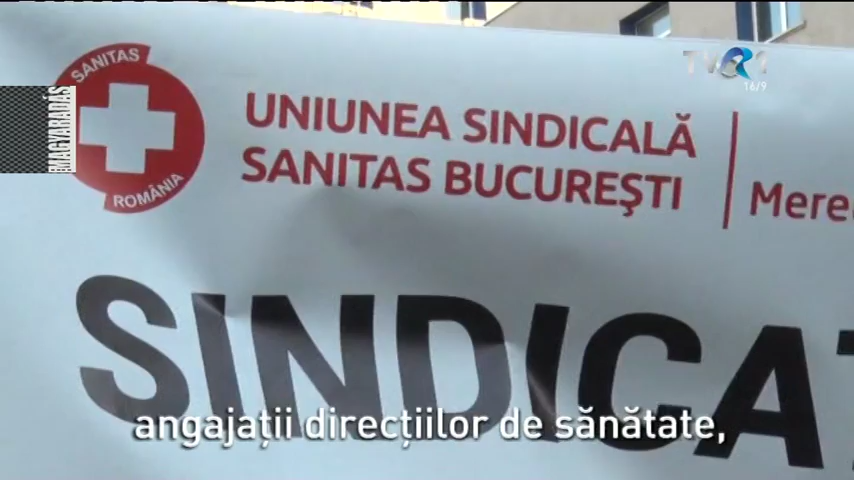 SANITAS
ROMÂNIA
MAGYARADÁS
UNIUNEA SINDICALĂ
SANITAS BUCUREȘTI
Mere
TVR1
16/9
SINDICAT
angajații direcțiilor de sănătate,